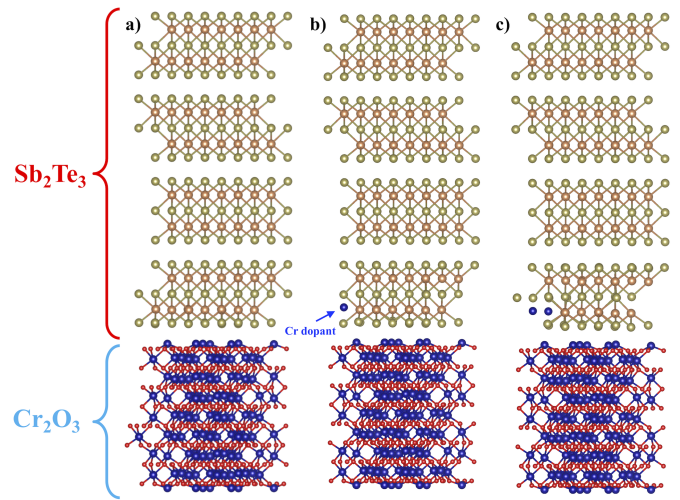 a)
b)
c)
Sb₂Te₃
Cr dopant
Cr₂O₃